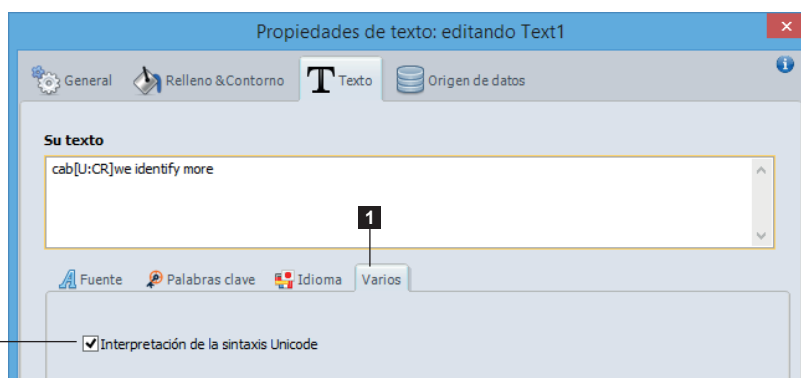 Propiedades de texto: editando Text1
General Relleno &Contorno Texto Origen de datos
Su texto
cab[U:CR]we identify more
1
Fuente Palabras clave Idioma Varios
Interpretación de la sintaxis Unicode